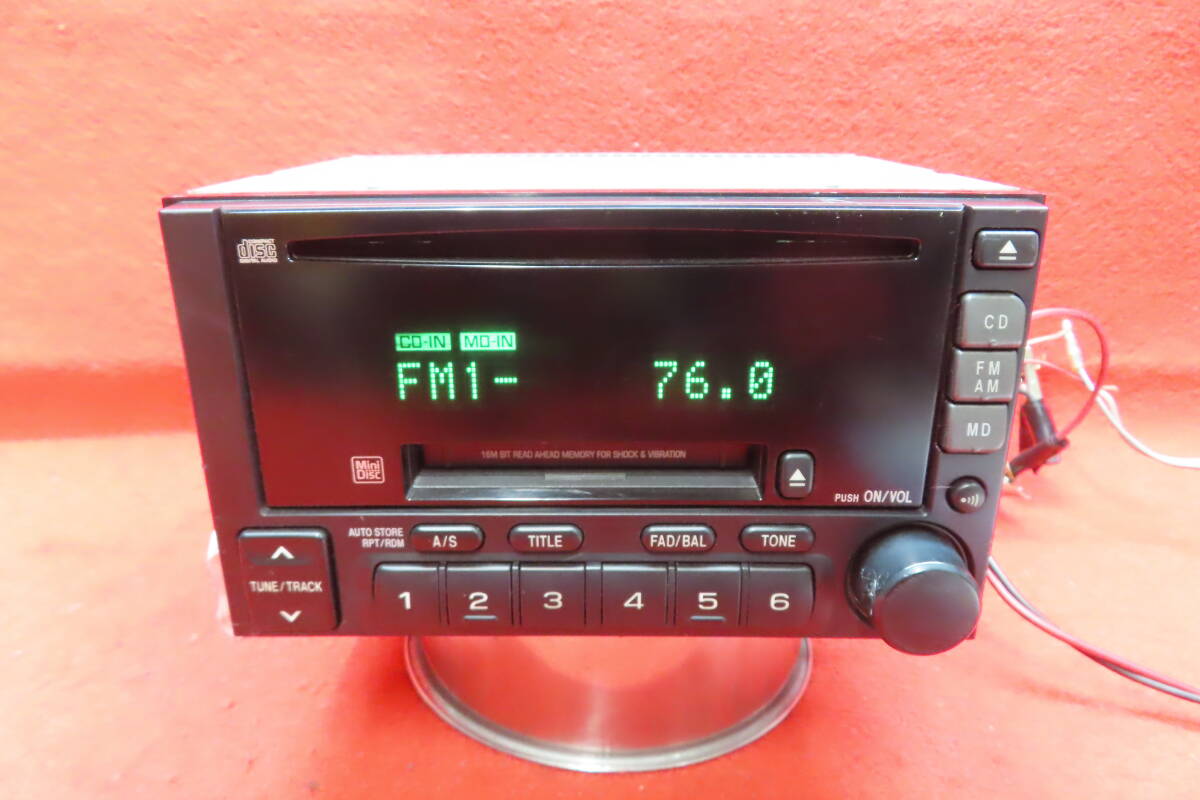 COMPACT
disc
DIGITAL AUDIO
CD-IN MD-IN
FM1- 76.0
CD
FM
AM
MD
16M BIT READ AHEAD MEMORY FOR SHOCK & VIBRATION
Mini
Disc
PUSH ON/VOL
AUTO STORE
RPT/RDM
A/S TITLE FAD/BAL TONE
TUNE/TRACK
1 2 3 4 5 6